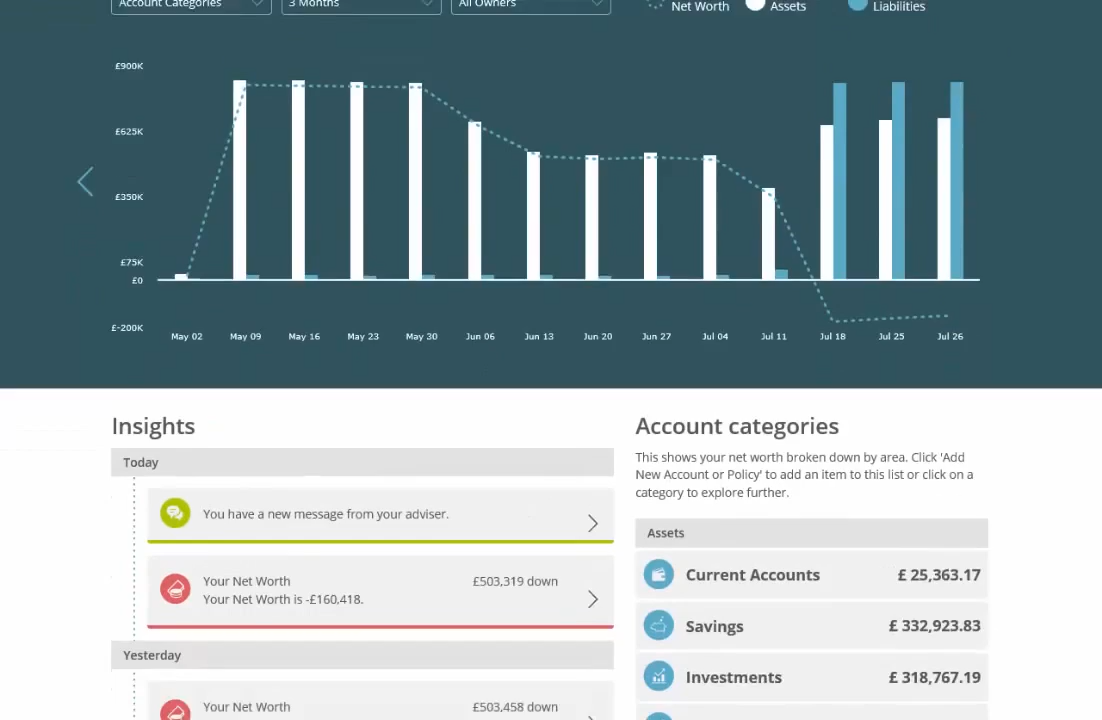 Account Categories
3 Months
All Owners
Net Worth
Assets
Liabilities
£900K
£625K
£350K
£75K
£0
£-200K
May 02 May 09 May 16 May 23 May 30 Jun 06 Jun 13 Jun 20 Jun 27 Jul 04 Jul 11 Jul 18 Jul 25 Jul 26
Insights
Today
You have a new message from your adviser.
Your Net Worth £503,319 down
Your Net Worth is -£160,418.
Yesterday
Your Net Worth £503,458 down
Account categories
This shows your net worth broken down by area. Click 'Add
New Account or Policy' to add an item to this list or click on a
category to explore further.
Assets
Current Accounts £ 25,363.17
Savings £ 332,923.83
Investments £ 318,767.19